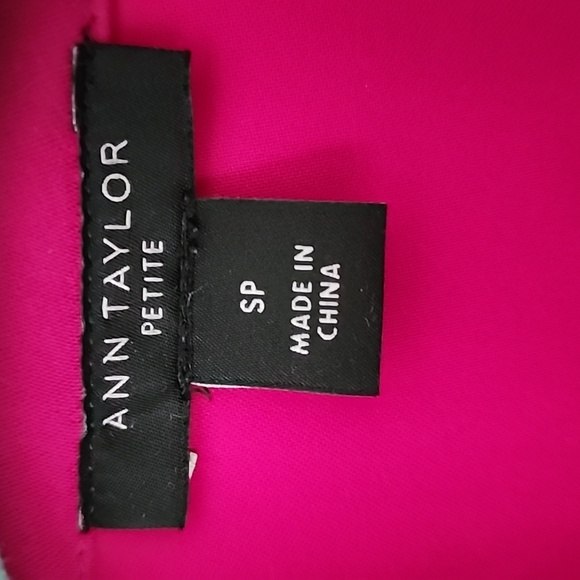 ANN TAYLOR
PETITE
SP
MADE IN
CHINA